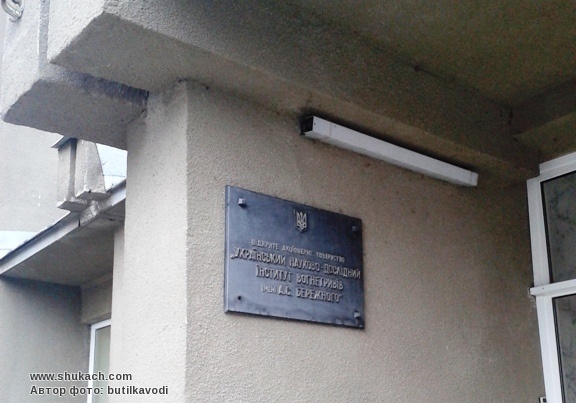 ВІДКРИТЕ АКЦІОНЕРНЕ ТОВАРИСТВО
„УКРАЇНСЬКИЙ НАУКОВО-ДОСЛІДНИЙ
ІНСТИТУТ ВОГНЕТРИВІВ
ІМЕНІ А.С. БЕРЕЖНОГО"
www.shukach.com
Автор фото: butilkavodi